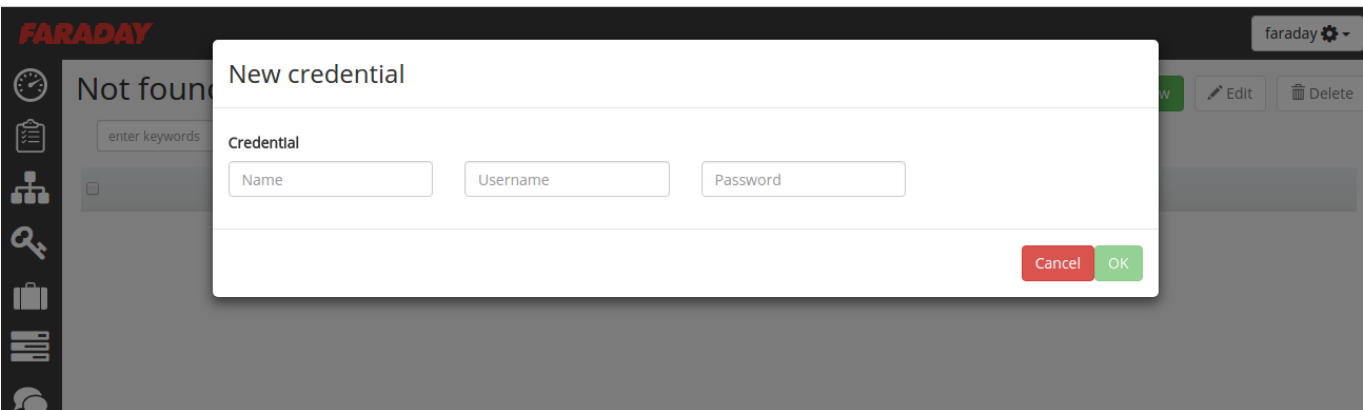 FARADAY
faraday
New credential
Not found
w
Edit
Delete
enter keywords
Credential
Name
Username
Password
Cancel
OK